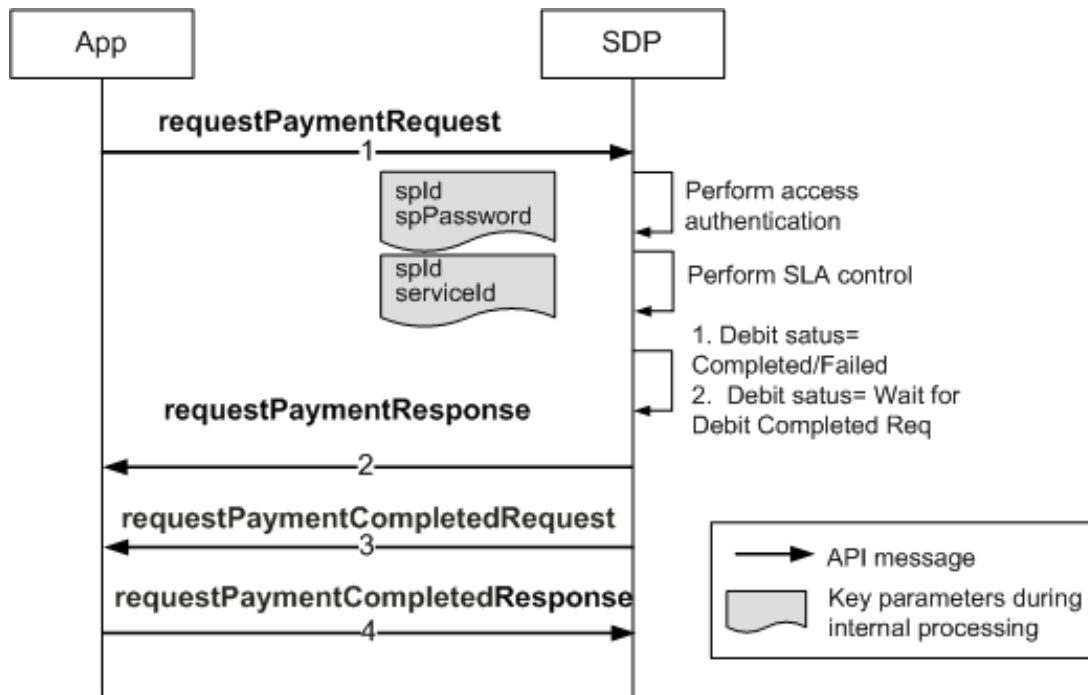 App
SDP
requestPaymentRequest
1
spId
spPassword
Perform access
authentication
spId
serviceId
Perform SLA control
1. Debit satus=
Completed/Failed
2. Debit satus= Wait for
Debit Completed Req
requestPaymentResponse
2
requestPaymentCompletedRequest
3
requestPaymentCompletedResponse
4
API message
Key parameters during
internal processing